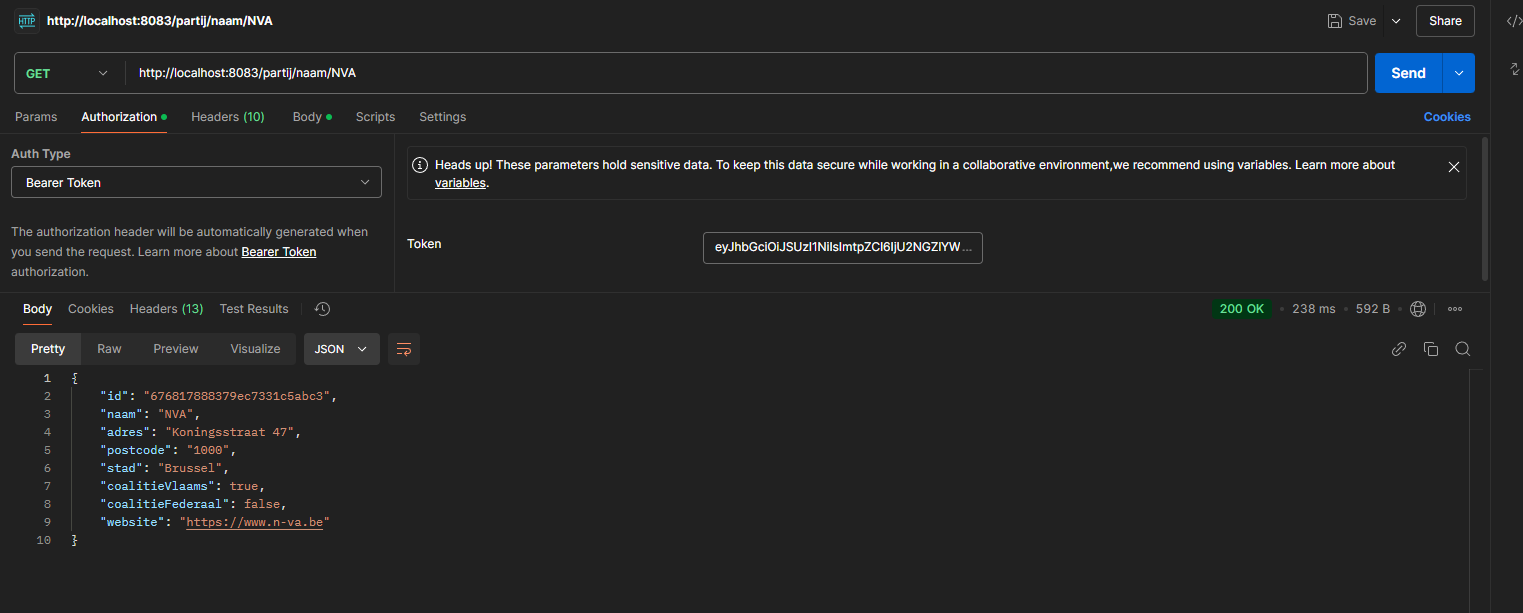 HTTP http://localhost:8083/partij/naam/NVA Save Share
GET http://localhost:8083/partij/naam/NVA Send
Params Authorization Headers (10) Body Scripts Settings Cookies
Auth Type
Bearer Token
The authorization header will be automatically generated when
you send the request. Learn more about Bearer Token
authorization.
Heads up! These parameters hold sensitive data. To keep this data secure while working in a collaborative environment,we recommend using variables. Learn more about
variables.
Token eyJhbGciOiJSUzI1NiIsImtpZCI6IjU2NGZlYW ...
Body Cookies Headers (13) Test Results 200 OK 238 ms 592 B
Pretty Raw Preview Visualize JSON
1 {
2 "id": "676817888379ec7331c5abc3",
3 "naam": "NVA",
4 "adres": "Koningsstraat 47",
5 "postcode": "1000",
6 "stad": "Brussel",
7 "coalitieVlaams": true,
8 "coalitieFederaal": false,
9 "website": "https://www.n-va.be"
10 }